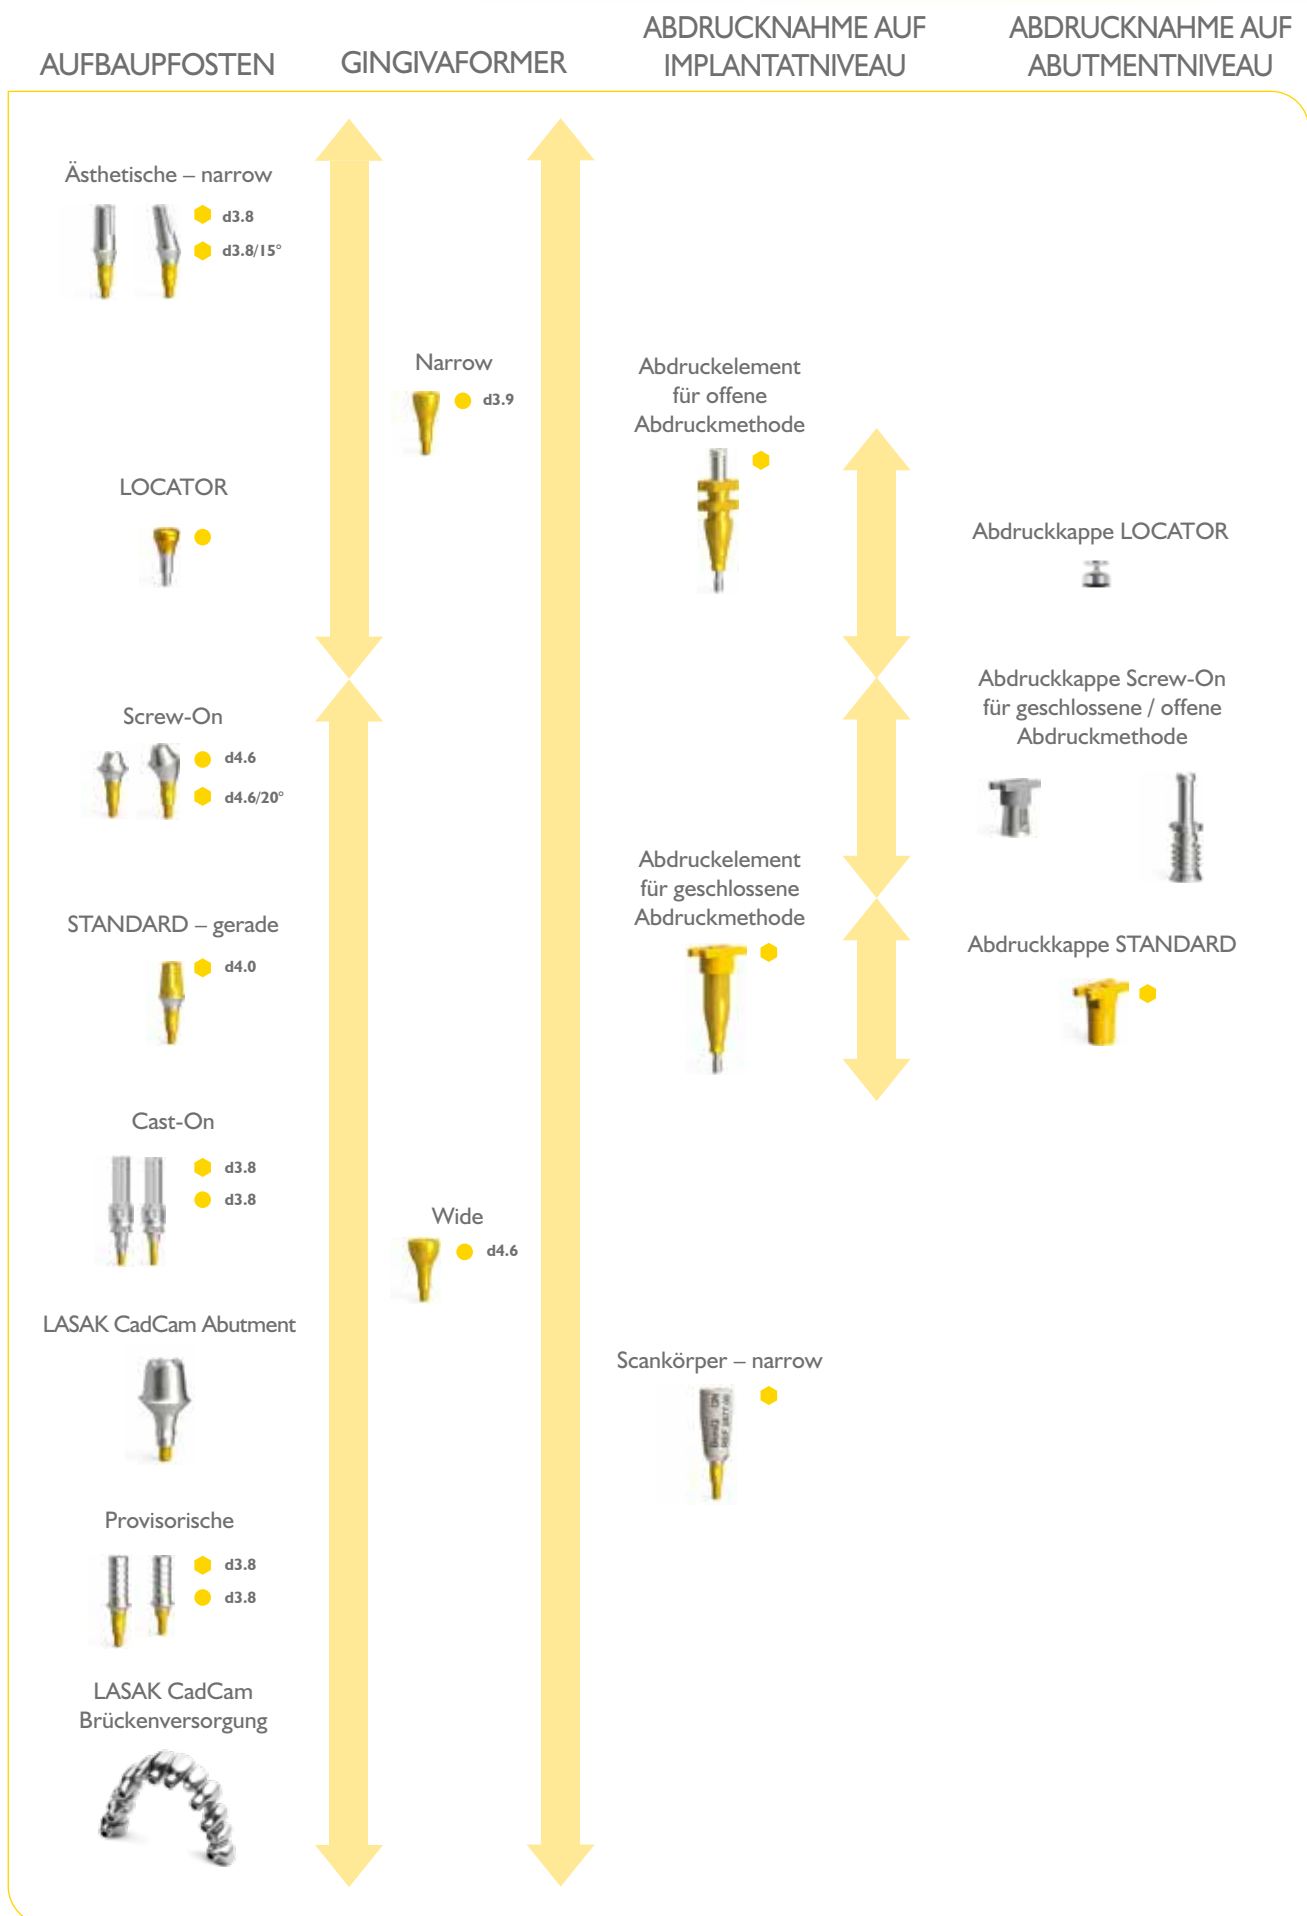 AUFBAUPFOSTEN
GINGIVAFORMER
ABDRUCKNAHME AUF
IMPLANTATNIVEAU
ABDRUCKNAHME AUF
ABUTMENTNIVEAU
Ästhetische – narrow
d3.8
d3.8/15°
LOCATOR
Screw-On
d4.6
d4.6/20°
STANDARD – gerade
d4.0
Cast-On
d3.8
d3.8
LASAK CadCam Abutment
Provisorische
d3.8
d3.8
LASAK CadCam
Brückenversorgung
Narrow
d3.9
Wide
d4.6
Abdruckelement
für offene
Abdruckmethode
Abdruckelement
für geschlossene
Abdruckmethode
Scankörper – narrow
Abdruckkappe LOCATOR
Abdruckkappe Screw-On
für geschlossene / offene
Abdruckmethode
Abdruckkappe STANDARD